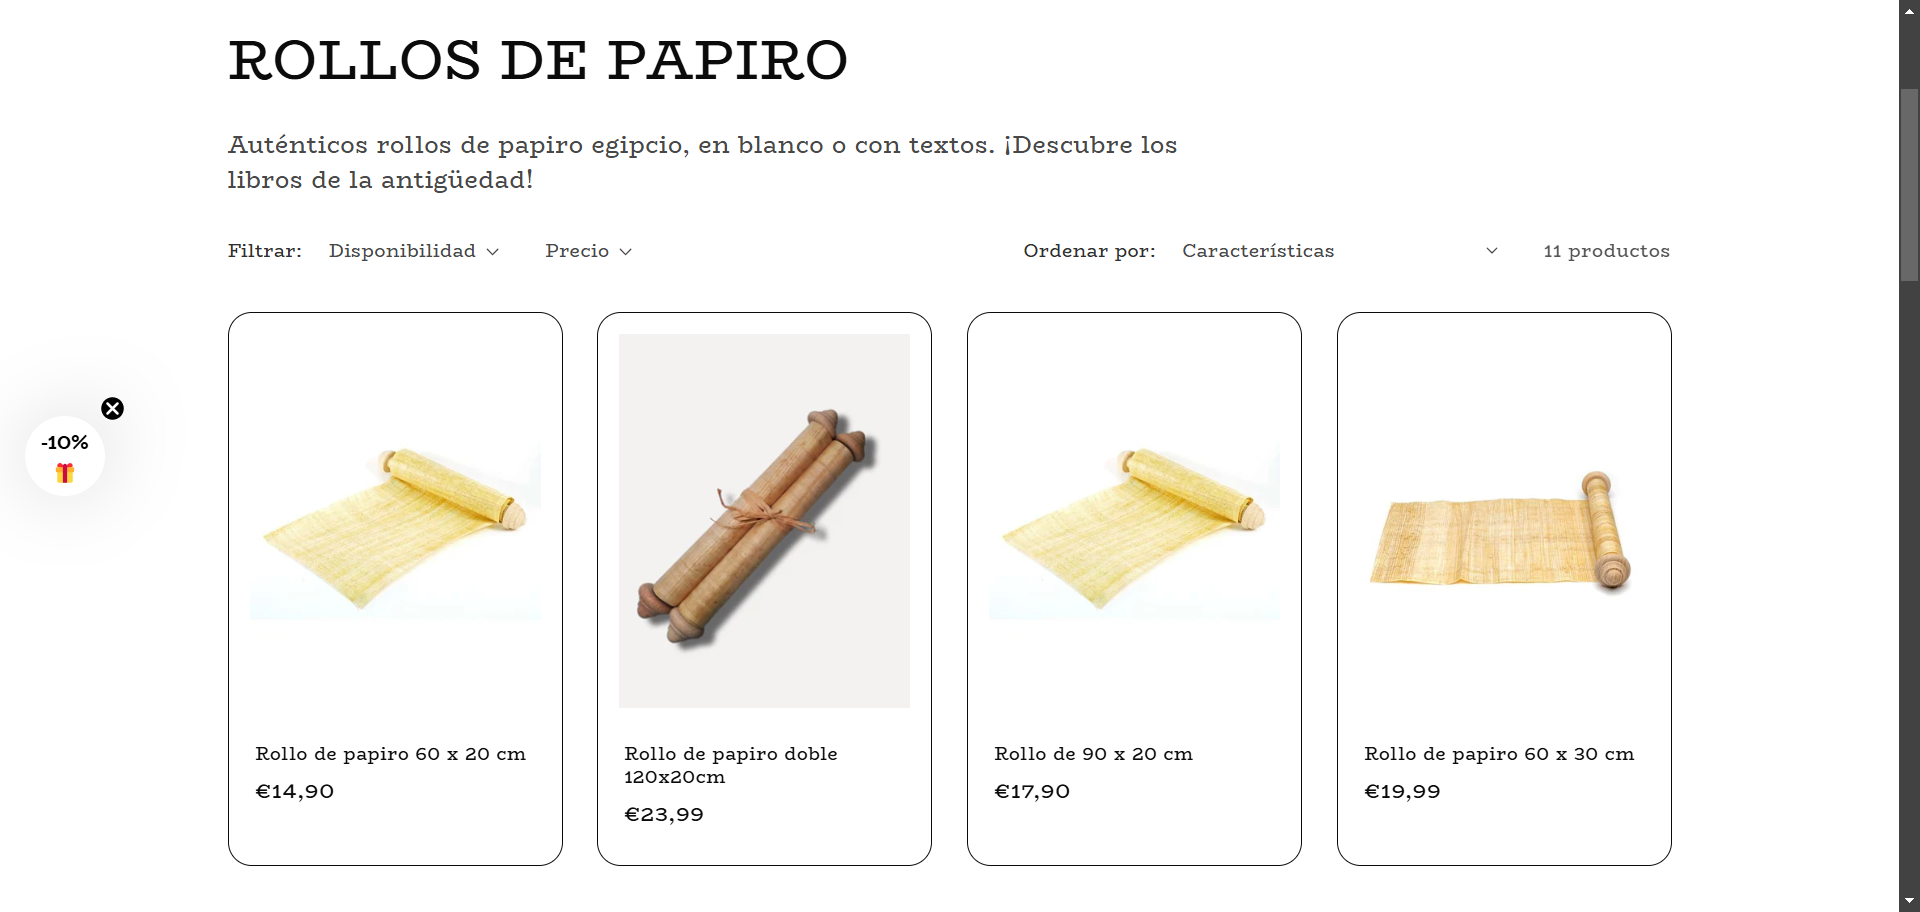 ROLLOS DE PAPIRO
Auténticos rollos de papiro egipcio, en blanco o con textos. ¡Descubre los
libros de la antigüedad!
Filtrar: Disponibilidad Precio Ordenar por: Características 11 productos
-10%
Rollo de papiro 60 x 20 cm
€14,90
Rollo de papiro doble
120x20cm
€23,99
Rollo de 90 x 20 cm
€17,90
Rollo de papiro 60 x 30 cm
€19,99